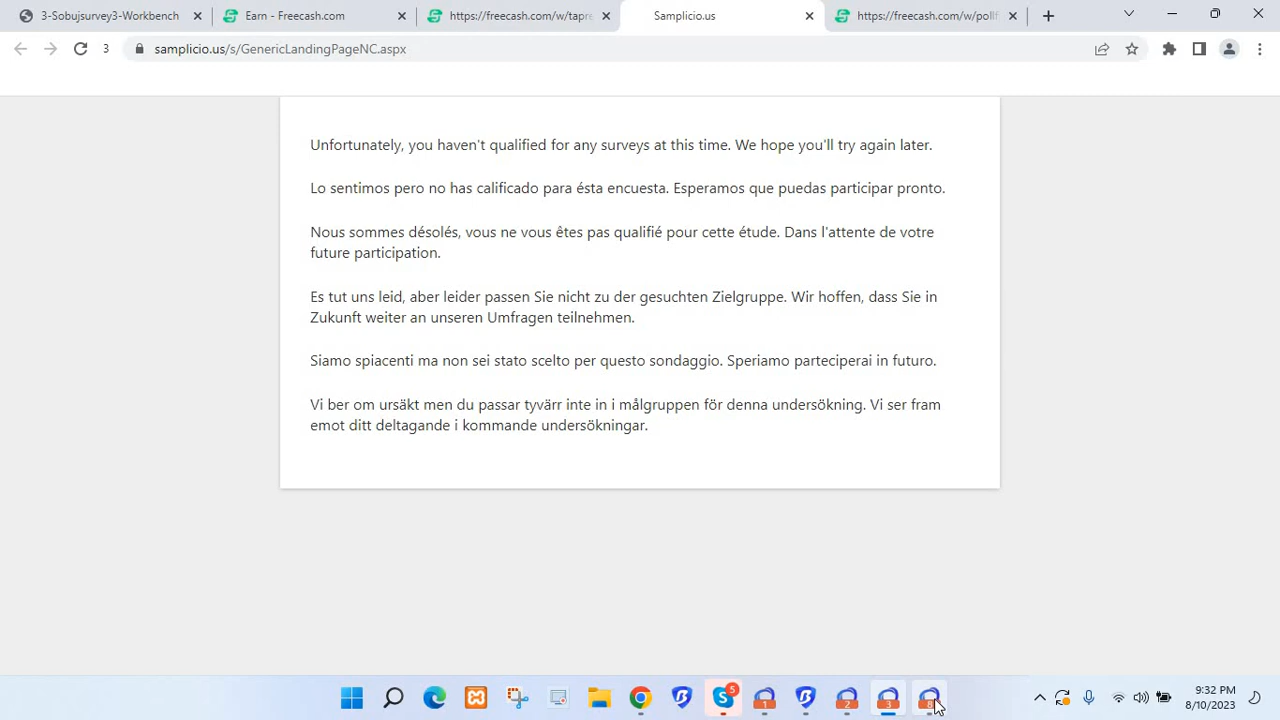 3-Sobujsurvey3-Workbench
Earn - Freecash.com
https://freecash.com/w/tapre
Samplicio.us
https://freecash.com/w/pollf
3
samplicio.us/s/GenericLandingPageNC.aspx
Unfortunately, you haven't qualified for any surveys at this time. We hope you'll try again later.
Lo sentimos pero no has calificado para ésta encuesta. Esperamos que puedas participar pronto.
Nous sommes désolés, vous ne vous êtes pas qualifié pour cette étude. Dans l'attente de votre
future participation.
Es tut uns leid, aber leider passen Sie nicht zu der gesuchten Zielgruppe. Wir hoffen, dass Sie in
Zukunft weiter an unseren Umfragen teilnehmen.
Siamo spiacenti ma non sei stato scelto per questo sondaggio. Speriamo parteciperai in futuro.
Vi ber om ursäkt men du passar tyvärr inte in i målgruppen för denna undersökning. Vi ser fram
emot ditt deltagande i kommande undersökningar.
5
1
2
3
8
9:32 PM
8/10/2023